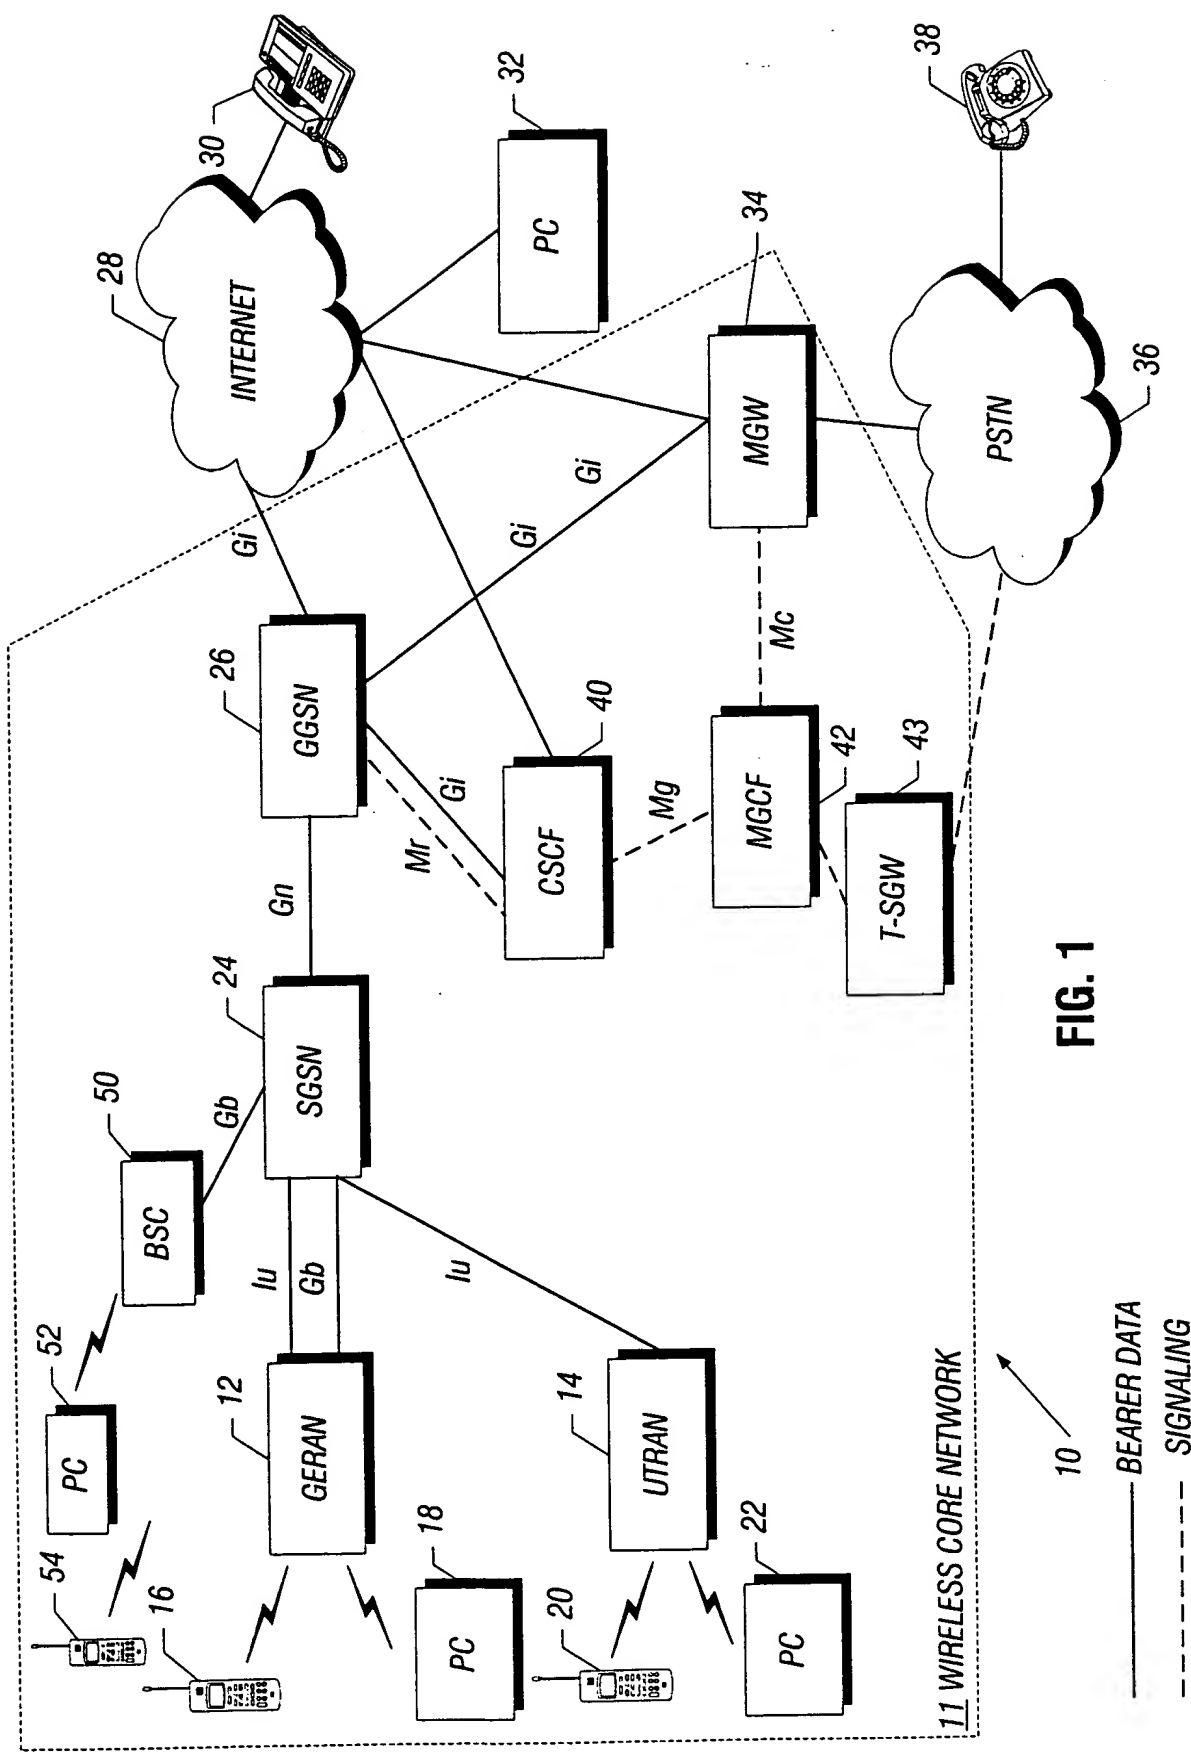 54
52
PC
50
BSC
Gb
16
12
GERAN
Iu
Gb
24
SGSN
Gn
26
GGSN
Gi
28
INTERNET
30
18
PC
Iu
Mr
Gi
Gi
Gi
32
PC
20
14
UTRAN
40
CSCF
22
PC
Mg
42
MGCF
Mc
34
MGW
43
T-SGW
38
PSTN
36
11 WIRELESS CORE NETWORK
10
FIG. 1
BEARER DATA
SIGNALING